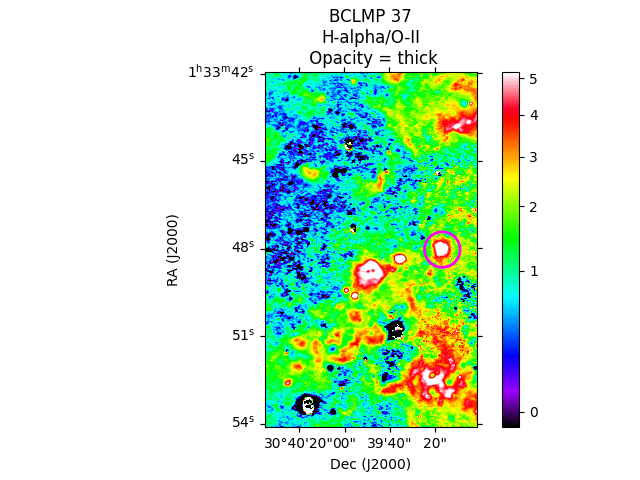 BCLMP 37
H-alpha/O-II
Opacity = thick
1ʰ33ᵐ42ˢ
45ˢ
48ˢ
51ˢ
54ˢ
RA (J2000)
30°40'20"00" 39'40" 20"
Dec (J2000)
5
4
3
2
1
0